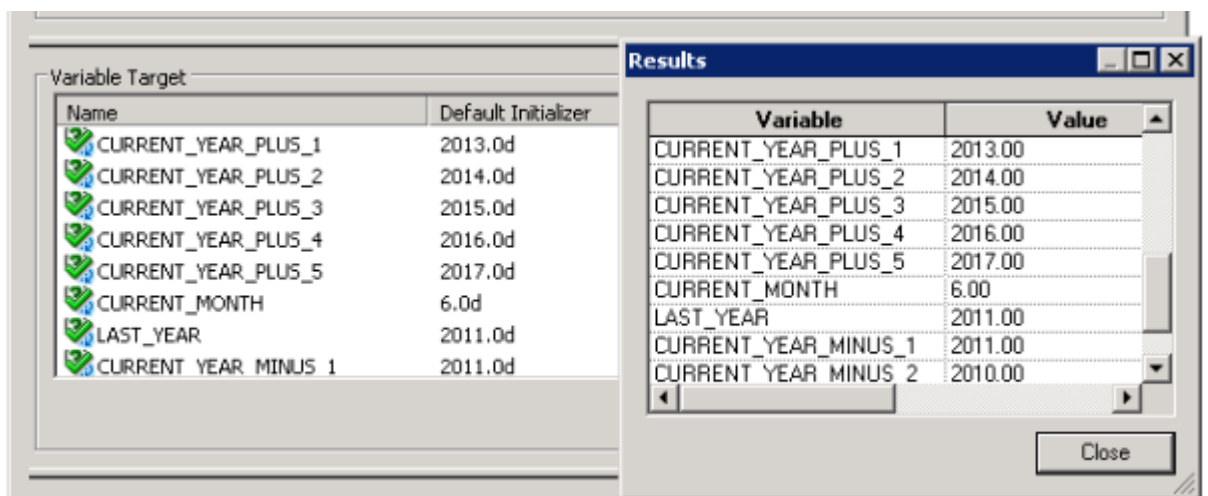 Variable Target
Name Default Initializer
CURRENT_YEAR_PLUS_1 2013.0d
CURRENT_YEAR_PLUS_2 2014.0d
CURRENT_YEAR_PLUS_3 2015.0d
CURRENT_YEAR_PLUS_4 2016.0d
CURRENT_YEAR_PLUS_5 2017.0d
CURRENT_MONTH 6.0d
LAST_YEAR 2011.0d
CURRENT_YEAR_MINUS_1 2011.0d
Results
Variable Value
CURRENT_YEAR_PLUS_1 2013.00
CURRENT_YEAR_PLUS_2 2014.00
CURRENT_YEAR_PLUS_3 2015.00
CURRENT_YEAR_PLUS_4 2016.00
CURRENT_YEAR_PLUS_5 2017.00
CURRENT_MONTH 6.00
LAST_YEAR 2011.00
CURRENT_YEAR_MINUS_1 2011.00
CURRENT_YEAR_MINUS_2 2010.00
Close